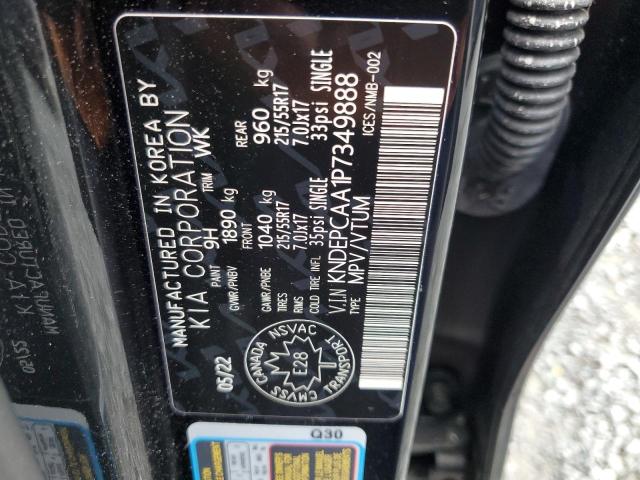 MANUFACTURED IN KOREA BY
KIA CORPORATION
PAINT 9H TRIM WK
GVWR/PNBV 1890 kg
FRONT REAR
GAWR/PNBE 1040 kg 960 kg
TIRES 215/55R17 215/55R17
RIMS 7.0JX17 7.0JX17
COLD TIRE INFL 35psi SINGLE 33psi SINGLE
V.I.N KNDEPCAA1P7349888
TYPE MPV/VTUM
ICES/NMB-002
05/22
CANADA NSVAC
E28
CMVSS TRANSPORT
Q30